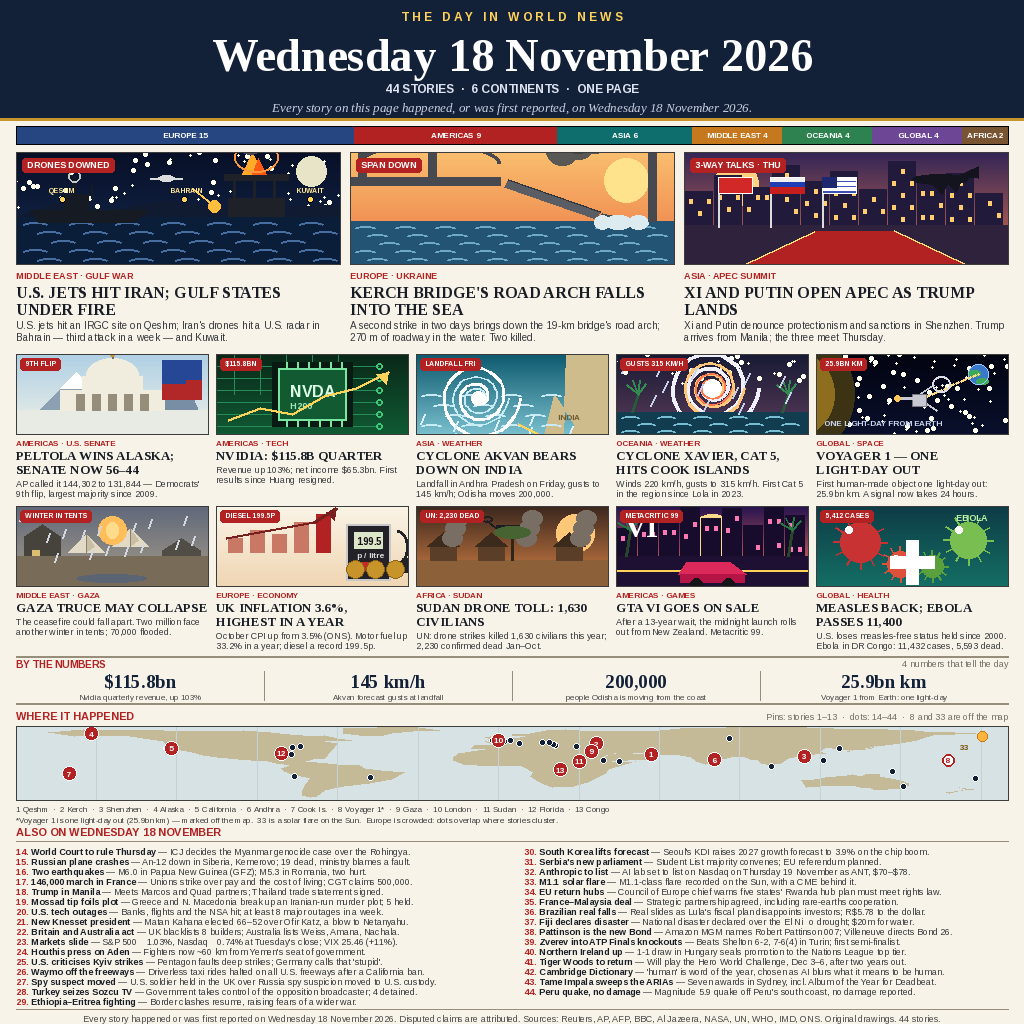 THE DAY IN WORLD NEWS
Wednesday 18 November 2026
44 STORIES · 6 CONTINENTS · ONE PAGE
Every story on this page happened, or was first reported, on Wednesday 18 November 2026.
EUROPE 15
AMERICAS 9
ASIA 6
MIDDLE EAST 4
OCEANIA 4
GLOBAL 4
AFRICA 2
DRONES DOWNED
QESHM
BAHRAIN
KUWAIT
SPAN DOWN
3-WAY TALKS · THU
MIDDLE EAST · GULF WAR
U.S. JETS HIT IRAN; GULF STATES
UNDER FIRE
U.S. jets hit an IRGC site on Qeshm; Iran's drones hit a U.S. radar in
Bahrain — third attack in a week — and Kuwait.
EUROPE · UKRAINE
KERCH BRIDGE'S ROAD ARCH FALLS
INTO THE SEA
A second strike in two days brings down the 19-km bridge's road arch;
270 m of roadway in the water. Two killed.
ASIA · APEC SUMMIT
XI AND PUTIN OPEN APEC AS TRUMP
LANDS
Xi and Putin denounce protectionism and sanctions in Shenzhen. Trump
arrives from Manila; the three meet Thursday.
9TH FLIP
$115.8BN
NVDA
H200
LANDFALL FRI
INDIA
GUSTS 315 KM/H
25.9BN KM
ONE LIGHT-DAY FROM EARTH
AMERICAS · U.S. SENATE
PELTOLA WINS ALASKA;
SENATE NOW 56–44
AP called it 144,302 to 131,844 — Democrats'
9th flip, largest majority since 2009.
AMERICAS · TECH
NVIDIA: $115.8B QUARTER
Revenue up 103%; net income $65.3bn. First
results since Huang resigned.
ASIA · WEATHER
CYCLONE AKVAN BEARS
DOWN ON INDIA
Landfall in Andhra Pradesh on Friday, gusts to
145 km/h; Odisha moves 200,000.
OCEANIA · WEATHER
CYCLONE XAVIER, CAT 5,
HITS COOK ISLANDS
Winds 220 km/h, gusts to 315 km/h. First Cat 5
in the region since Lola in 2023.
GLOBAL · SPACE
VOYAGER 1 — ONE
LIGHT-DAY OUT
First human-made object one light-day out:
25.9bn km. A signal now takes 24 hours.
WINTER IN TENTS
DIESEL 199.5P
199.5
p / litre
UN: 2,230 DEAD
METACRITIC 99
VI
5,412 CASES
EBOLA
MIDDLE EAST · GAZA
GAZA TRUCE MAY COLLAPSE
The ceasefire could fall apart. Two million face
another winter in tents; 70,000 flooded.
EUROPE · ECONOMY
UK INFLATION 3.6%,
HIGHEST IN A YEAR
October CPI up from 3.5% (ONS). Motor fuel up
33.2% in a year; diesel a record 199.5p.
AFRICA · SUDAN
SUDAN DRONE TOLL: 1,630
CIVILIANS
UN: drone strikes killed 1,630 civilians this year;
2,230 confirmed dead Jan–Oct.
AMERICAS · GAMES
GTA VI GOES ON SALE
After a 13-year wait, the midnight launch rolls
out from New Zealand. Metacritic 99.
GLOBAL · HEALTH
MEASLES BACK; EBOLA
PASSES 11,400
U.S. loses measles-free status held since 2000.
Ebola in DR Congo: 11,432 cases, 5,593 dead.
BY THE NUMBERS
4 numbers that tell the day
$115.8bn
Nvidia quarterly revenue, up 103%
145 km/h
Akvan forecast gusts at landfall
200,000
people Odisha is moving from the coast
25.9bn km
Voyager 1 from Earth: one light-day
WHERE IT HAPPENED
Pins: stories 1–13 · dots: 14–44 · 8 and 33 are off the map
4
5
7
12
10
2
9
11
13
1
6
3
8
33
1 Qeshm · 2 Kerch · 3 Shenzhen · 4 Alaska · 5 California · 6 Andhra · 7 Cook Is. · 8 Voyager 1* · 9 Gaza · 10 London · 11 Sudan · 12 Florida · 13 Congo
*Voyager 1 is one light-day out (25.9bn km) — marked off the map. 33 is a solar flare on the Sun. Europe is crowded: dots overlap where stories cluster.
ALSO ON WEDNESDAY 18 NOVEMBER
14. World Court to rule Thursday — ICJ decides the Myanmar genocide case over the Rohingya.
15. Russian plane crashes — An-12 down in Siberia, Kemerovo; 19 dead, ministry blames a fault.
16. Two earthquakes — M6.0 in Papua New Guinea (GFZ); M5.3 in Romania, two hurt.
17. 146,000 march in France — Unions strike over pay and the cost of living; CGT claims 500,000.
18. Trump in Manila — Meets Marcos and Quad partners; Thailand trade statement signed.
19. Mossad tip foils plot — Greece and N. Macedonia break up an Iranian-run murder plot; 5 held.
20. U.S. tech outages — Banks, flights and the NSA hit; at least 8 major outages in a week.
21. New Knesset president — Matan Kahana elected 66–52 over Ofir Katz, a blow to Netanyahu.
22. Britain and Australia act — UK blacklists 8 builders; Australia lists Weiss, Amana, Nachala.
23. Markets slide — S&P 500 1.03%, Nasdaq 0.74% at Tuesday's close; VIX 25.46 (+11%).
24. Houthis press on Aden — Fighters now ~60 km from Yemen's seat of government.
25. U.S. criticises Kyiv strikes — Pentagon faults deep strikes; Germany calls that 'stupid'.
26. Waymo off the freeways — Driverless taxi rides halted on all U.S. freeways after a California ban.
27. Spy suspect moved — U.S. soldier held in the UK over Russia spy suspicion moved to U.S. custody.
28. Turkey seizes Sozcu TV — Government takes control of the opposition broadcaster; 4 detained.
29. Ethiopia–Eritrea fighting — Border clashes resume, raising fears of a wider war.
30. South Korea lifts forecast — Seoul's KDI raises 2027 growth forecast to 3.9% on the chip boom.
31. Serbia's new parliament — Student List majority convenes; EU referendum planned.
32. Anthropic to list — AI lab set to list on Nasdaq on Thursday 19 November as ANT, $70–$78.
33. M1.1 solar flare — M1.1-class flare recorded on the Sun, with a CME behind it.
34. EU return hubs — Council of Europe chief warns five states' Rwanda hub plan must meet rights law.
35. France–Malaysia deal — Strategic partnership agreed, including rare-earths cooperation.
36. Brazilian real falls — Real slides as Lula's fiscal plan disappoints investors; R$5.78 to the dollar.
37. Fiji declares disaster — National disaster declared over the El Ni o drought; $20m for water.
38. Pattinson is the new Bond — Amazon MGM names Robert Pattinson 007; Villeneuve directs Bond 26.
39. Zverev into ATP Finals knockouts — Beats Shelton 6-2, 7-6(4) in Turin; first semi-finalist.
40. Northern Ireland up — 1-1 draw in Hungary seals promotion to the Nations League top tier.
41. Tiger Woods to return — Will play the Hero World Challenge, Dec 3–6, after two years out.
42. Cambridge Dictionary — 'human' is word of the year, chosen as AI blurs what it means to be human.
43. Tame Impala sweeps the ARIAs — Seven awards in Sydney, incl. Album of the Year for Deadbeat.
44. Peru quake, no damage — Magnitude 5.9 quake off Peru's south coast, no damage reported.
Every story happened or was first reported on Wednesday 18 November 2026. Disputed claims are attributed. Sources: Reuters, AP, AFP, BBC, Al Jazeera, NASA, UN, WHO, IMD, ONS. Original drawings. 44 stories.